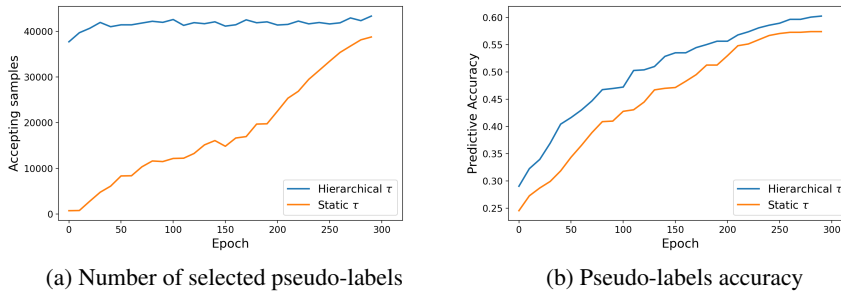 40000
30000
20000
10000
0
Accepting samples
0 50 100 150 200 250 300
Epoch
Hierarchical τ
Static τ
(a) Number of selected pseudo-labels
0.60
0.55
0.50
0.45
0.40
0.35
0.30
0.25
Predictive Accuracy
0 50 100 150 200 250 300
Epoch
Hierarchical τ
Static τ
(b) Pseudo-labels accuracy